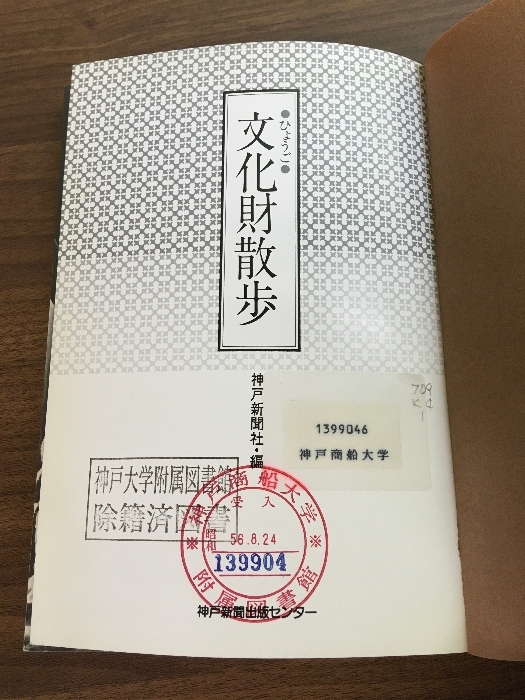 ●ひょうご●
文化財散歩
神戸新聞社・編
709
1399046
神戸商船大学
神戸大学附属図書館
除籍済図書
※神戸商船大学※
受入
昭和
56.8.24
139904
附属図書館
神戸新聞出版センター